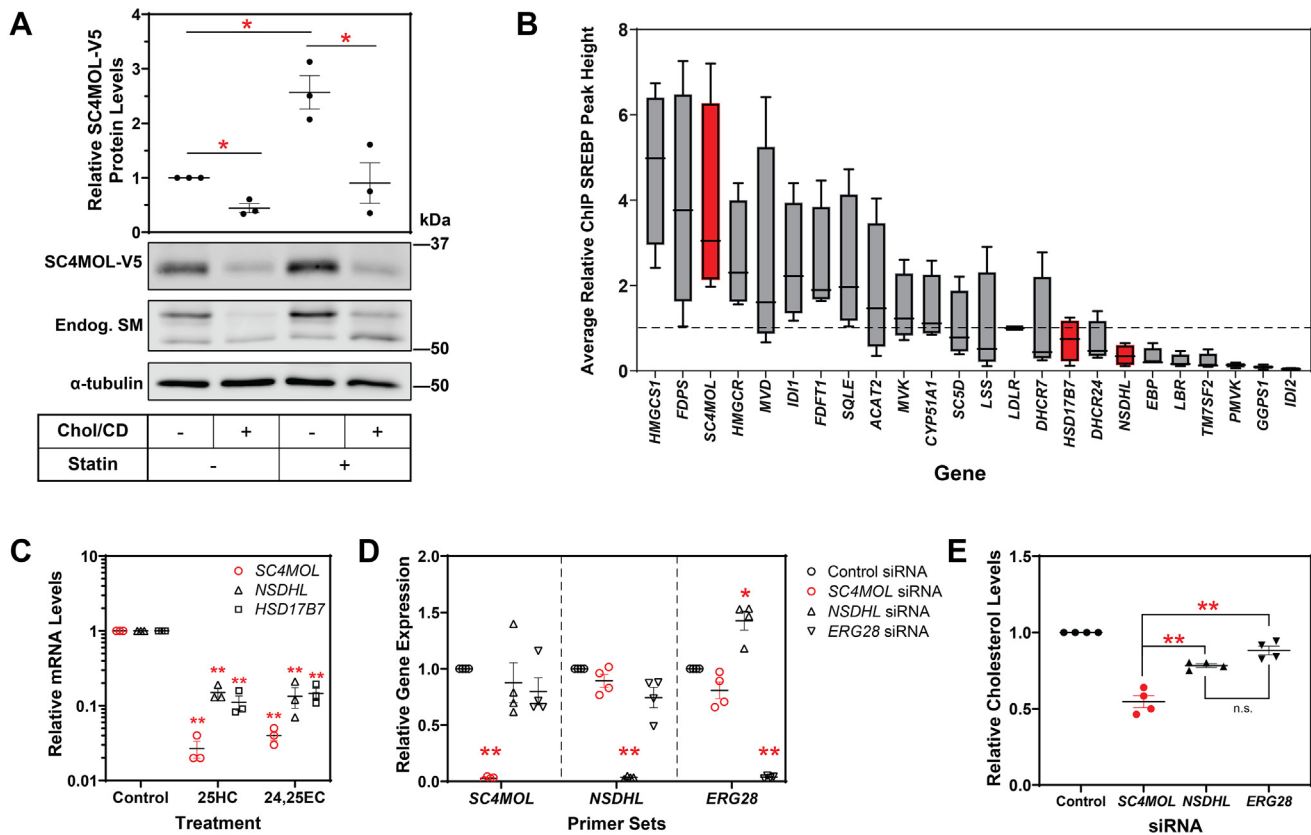 A
Relative SC4MOL-V5
Protein Levels
4
3
2
1
0
*
*
*
kDa
SC4MOL-V5
37
Endog. SM
50
α-tubulin
50
Chol/CD - + - +
Statin - +
B
Average Relative ChIP SREBP Peak Height
8
6
4
2
0
HMGCS1
FDPS
SC4MOL
HMGCR
MVD
IDI1
FDFT1
SQLE
ACAT2
MVK
CYP51A1
SC5D
LSS
LDLR
DHCR7
HSD17B7
DHCR24
NSDHL
EBP
LBR
TM7SF2
PMVK
GGPS1
IDI2
Gene
C
Relative mRNA Levels
10
1
0.1
0.01
SC4MOL
NSDHL
HSD17B7
** ** **
** ** **
Control 25HC 24,25EC
Treatment
D
Relative Gene Expression
2.0
1.5
1.0
0.5
0.0
** ** * **
SC4MOL NSDHL ERG28
Primer Sets
Control siRNA
SC4MOL siRNA
NSDHL siRNA
ERG28 siRNA
E
Relative Cholesterol Levels
1.5
1.0
0.5
0.0
**
**
n.s.
Control SC4MOL NSDHL ERG28
siRNA